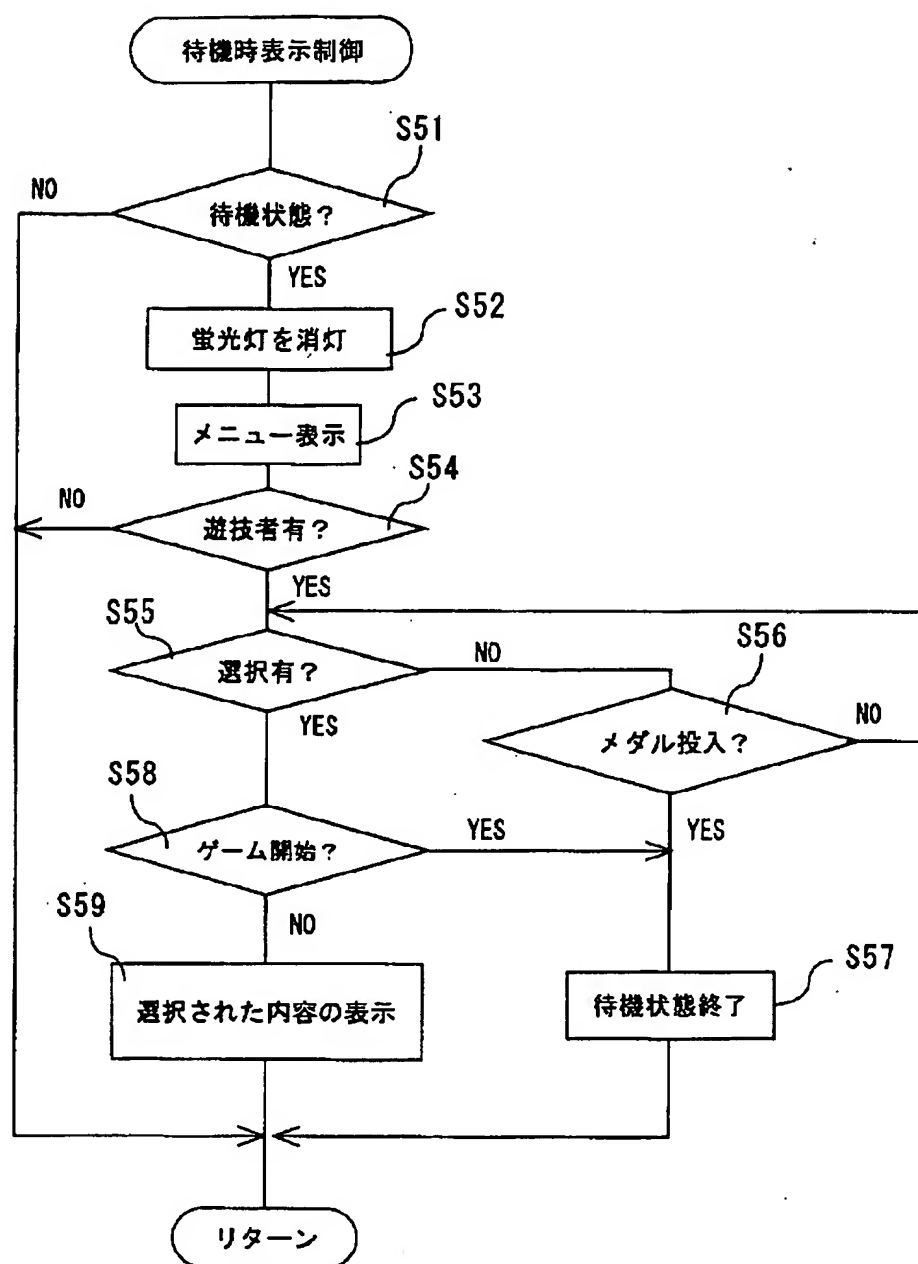 待機時表示制御
S51
NO
待機状態?
YES
S52
蛍光灯を消灯
S53
メニュー表示
S54
NO
遊技者有?
YES
S55
選択有?
NO
S56
メダル投入?
NO
YES
S58
ゲーム開始?
YES
YES
NO
S59
選択された内容の表示
S57
待機状態終了
リターン